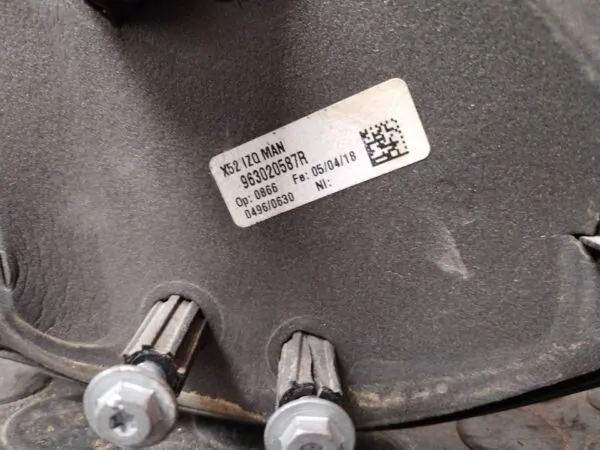 X52 IZQ MAN
963020587R
Op: 0866 Fe: 05/04/18
0496/0630 NI: